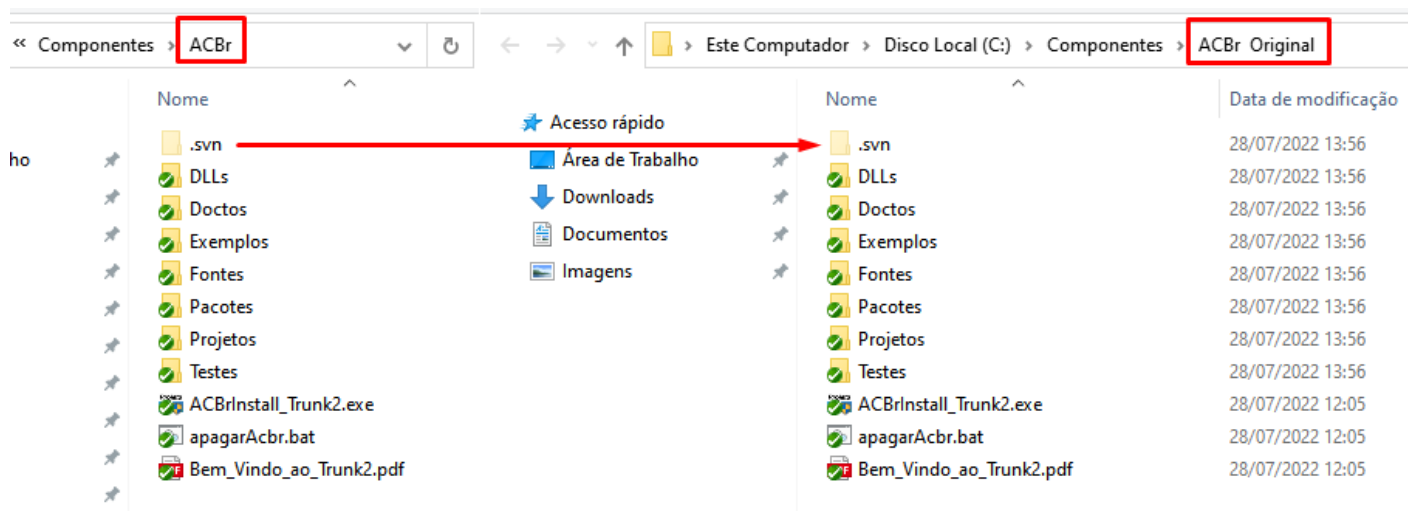 « Componentes > ACBr
Este Computador > Disco Local (C:) > Componentes > ACBr Original
Nome
ho
.svn
DLLs
Doctos
Exemplos
Fontes
Pacotes
Projetos
Testes
ACBrInstall_Trunk2.exe
apagarAcbr.bat
Bem_Vindo_ao_Trunk2.pdf
Acesso rápido
Área de Trabalho
Downloads
Documentos
Imagens
Nome Data de modificação
.svn 28/07/2022 13:56
DLLs 28/07/2022 13:56
Doctos 28/07/2022 13:56
Exemplos 28/07/2022 13:56
Fontes 28/07/2022 13:56
Pacotes 28/07/2022 13:56
Projetos 28/07/2022 13:56
Testes 28/07/2022 13:56
ACBrInstall_Trunk2.exe 28/07/2022 12:05
apagarAcbr.bat 28/07/2022 12:05
Bem_Vindo_ao_Trunk2.pdf 28/07/2022 12:05